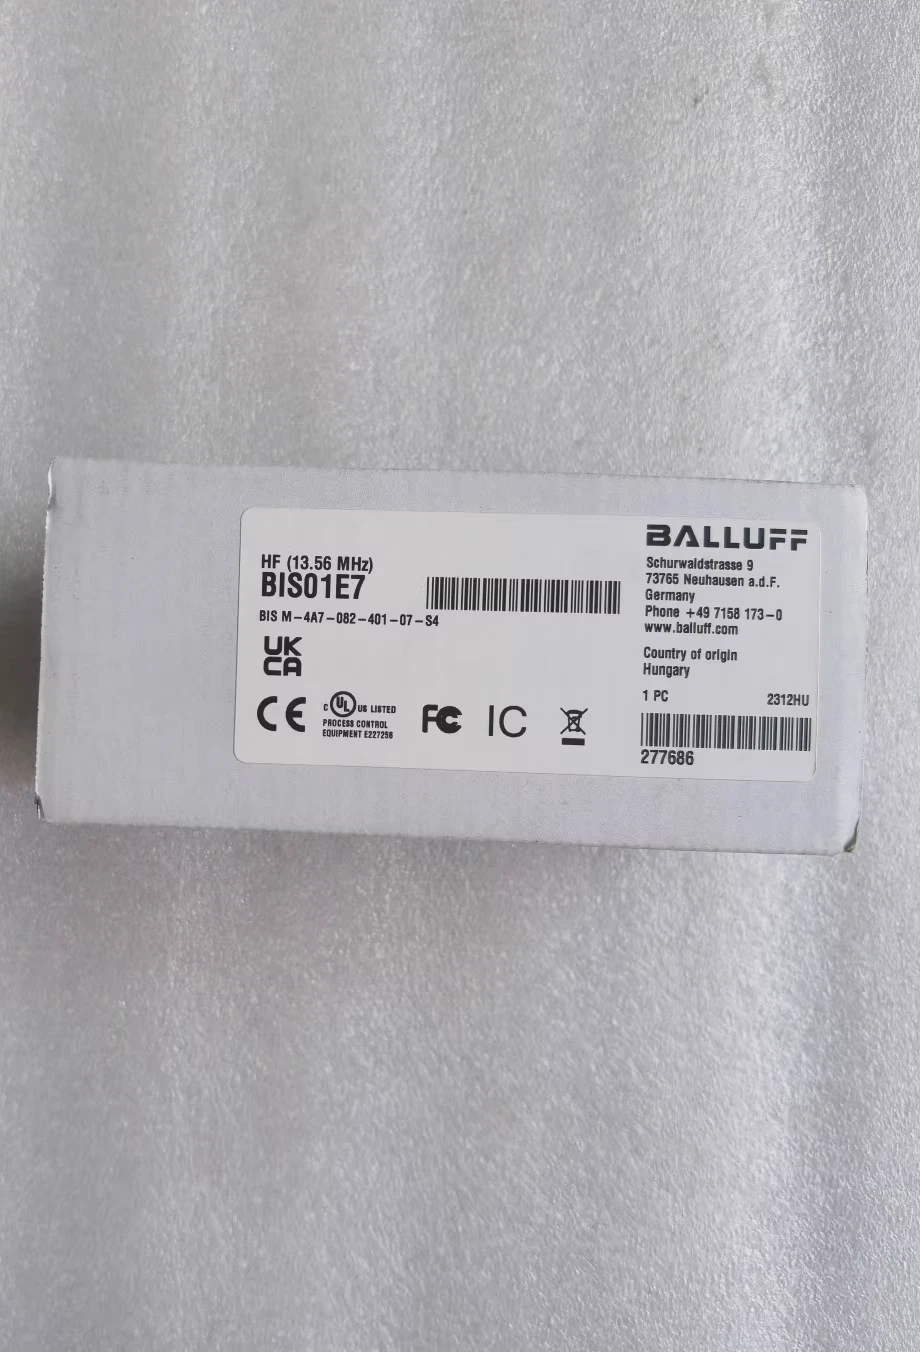 HF (13.56 MHz)
BIS01E7
BIS M-4A7-082-401-07-S4
UK
CA
CE
C UL US LISTED
PROCESS CONTROL
EQUIPMENT E227256
FC
IC
BALLUFF
Schurwaldstrasse 9
73765 Neuhausen a.d.F.
Germany
Phone +49 7158 173-0
www.balluff.com
Country of origin
Hungary
1 PC 2312HU
277686